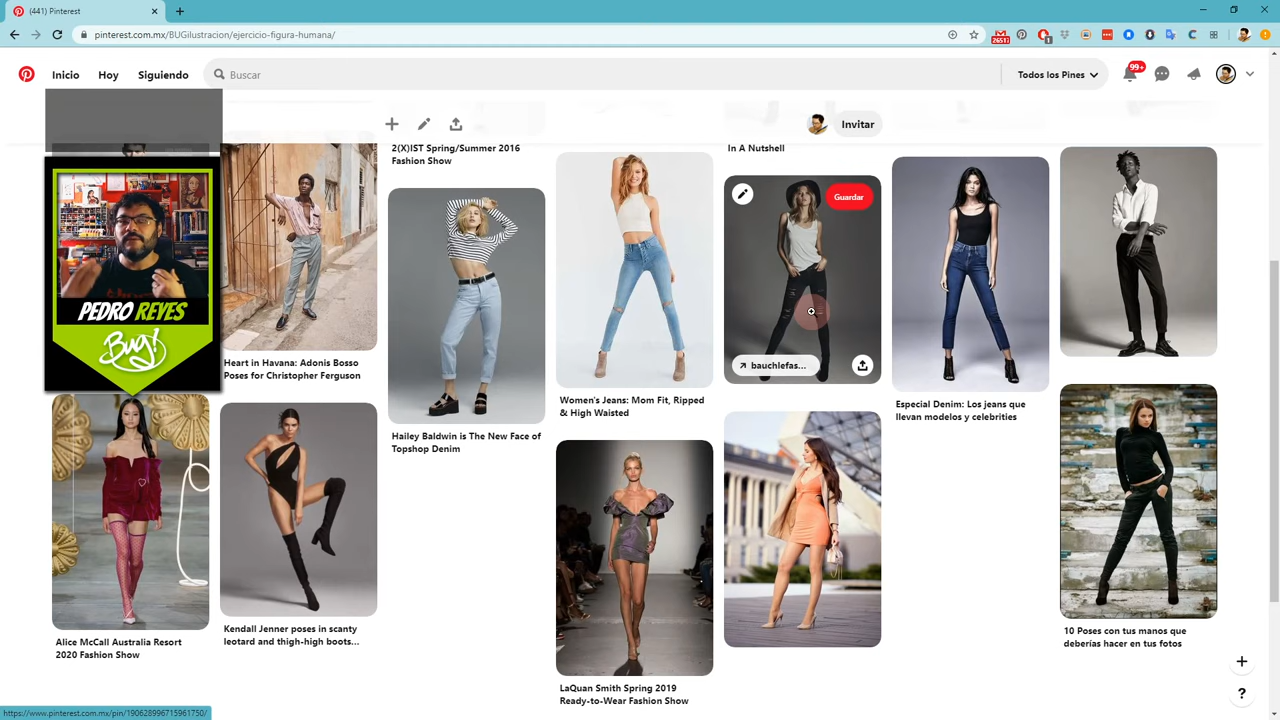 (441) Pinterest
pinterest.com.mx/BUGilustracion/ejercicio-figura-humana/
26517
1
Inicio
Hoy
Siguiendo
Buscar
Todos los Pines
99+
Invitar
2(X)IST Spring/Summer 2016
Fashion Show
In A Nutshell
Guardar
bauchlefas...
PEDRO REYES
Bug!
Heart in Havana: Adonis Bosso
Poses for Christopher Ferguson
Hailey Baldwin is The New Face of
Topshop Denim
Women's Jeans: Mom Fit, Ripped
& High Waisted
Especial Denim: Los jeans que
llevan modelos y celebrities
Alice McCall Australia Resort
2020 Fashion Show
Kendall Jenner poses in scanty
leotard and thigh-high boots...
LaQuan Smith Spring 2019
Ready-to-Wear Fashion Show
10 Poses con tus manos que
deberías hacer en tus fotos
https://www.pinterest.com.mx/pin/190628996715961750/